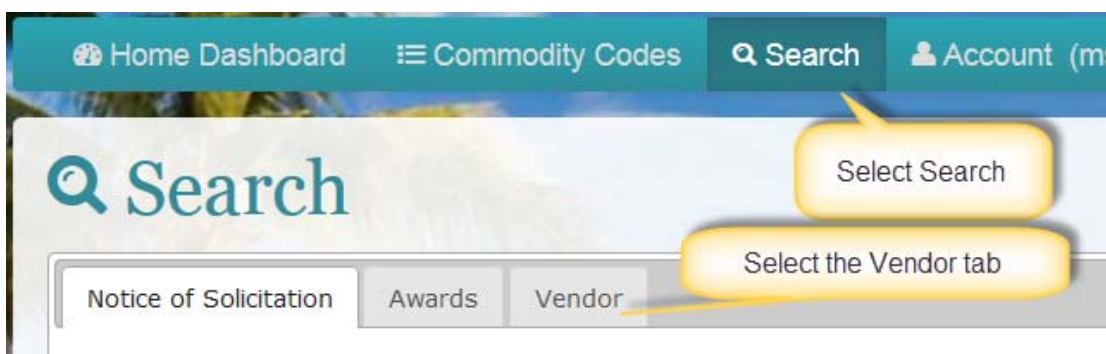 Home Dashboard Commodity Codes Search Account (m
Select Search
Search
Select the Vendor tab
Notice of Solicitation Awards Vendor